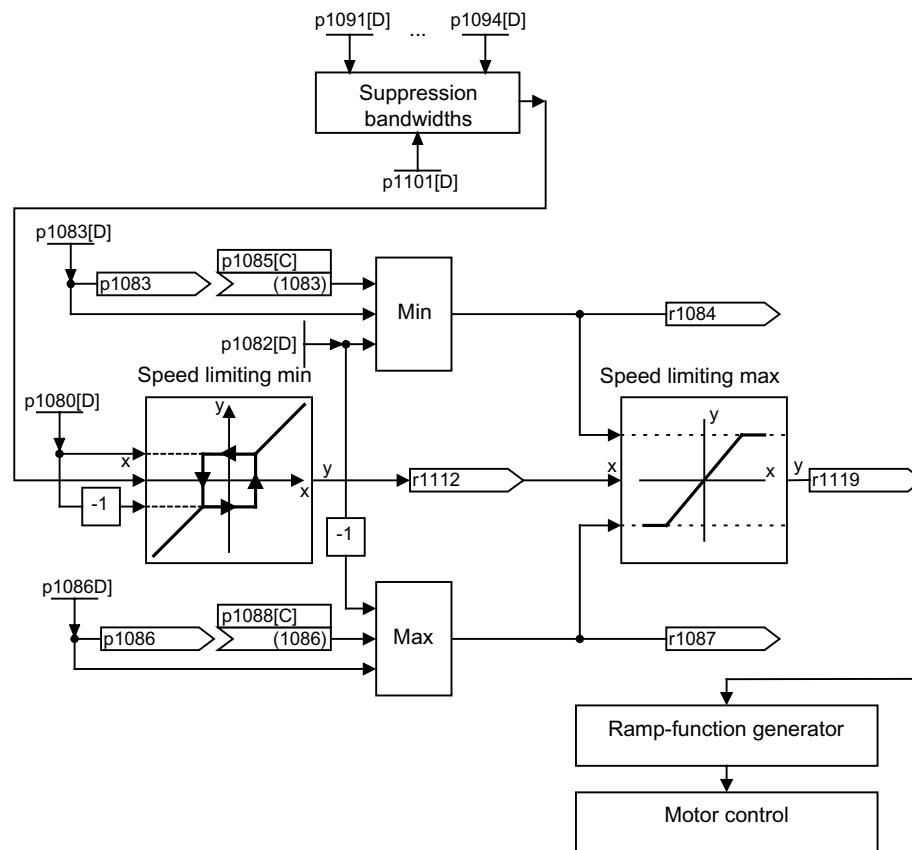 p1091[D] ... p1094[D]
Suppression
bandwidths
p1101[D]
p1083[D]
p1085[C]
p1083
(1083)
Min
r1084
p1082[D]
Speed limiting min
Speed limiting max
p1080[D]
y
y
x
x
y
r1112
x
x
y
r1119
-1
-1
p1086D]
p1088[C]
p1086
(1086)
Max
r1087
Ramp-function generator
Motor control